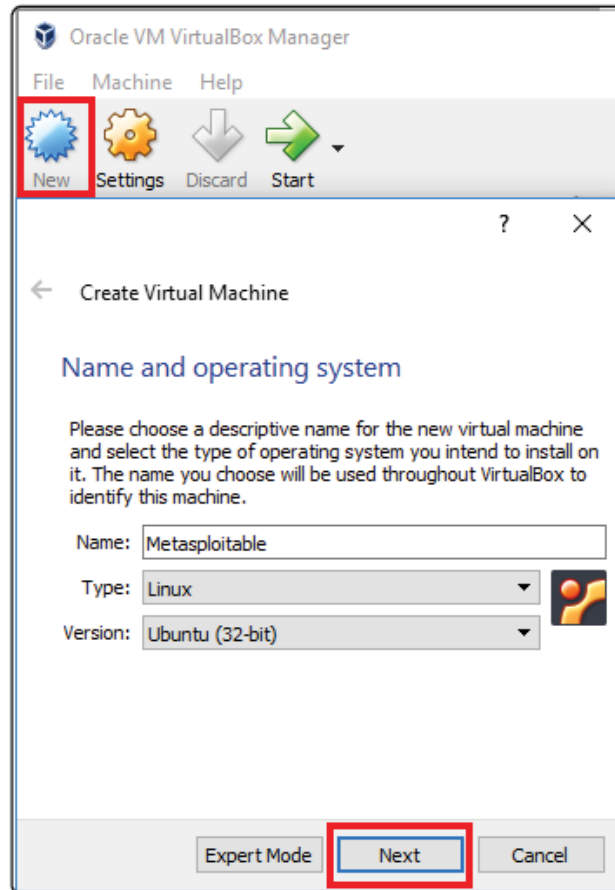 Oracle VM VirtualBox Manager
File Machine Help
New Settings Discard Start
?
Create Virtual Machine
Name and operating system
Please choose a descriptive name for the new virtual machine
and select the type of operating system you intend to install on
it. The name you choose will be used throughout VirtualBox to
identify this machine.
Name: Metasploitable
Type: Linux
Version: Ubuntu (32-bit)
Expert Mode Next Cancel